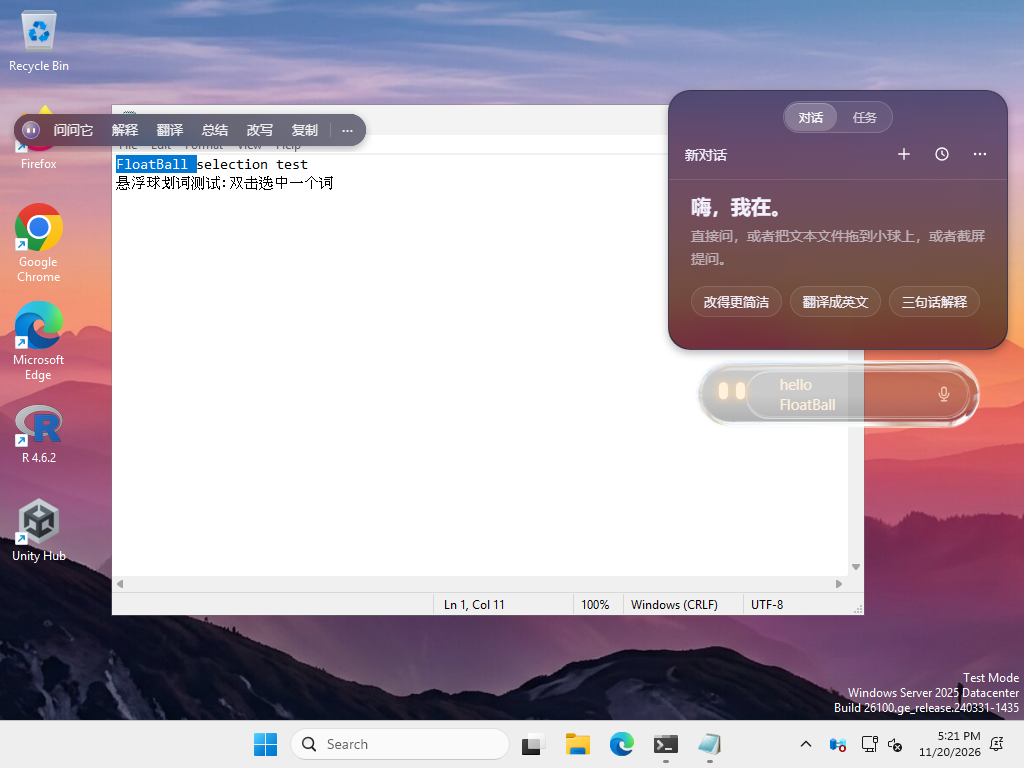 Recycle Bin
Firefox
Google
Chrome
Microsoft
Edge
R 4.6.2
Unity Hub
问问它 解释 翻译 总结 改写 复制 ...
File Edit Format View Help
FloatBall selection test
悬浮球划词测试:双击选中一个词
对话 任务
新对话
嗨，我在。
直接问，或者把文本文件拖到小球上，或者截屏
提问。
改得更简洁 翻译成英文 三句话解释
hello
FloatBall
Ln 1, Col 11 100% Windows (CRLF) UTF-8
Test Mode
Windows Server 2025 Datacenter
Build 26100.ge_release.240331-1435
Search
5:21 PM
11/20/2026